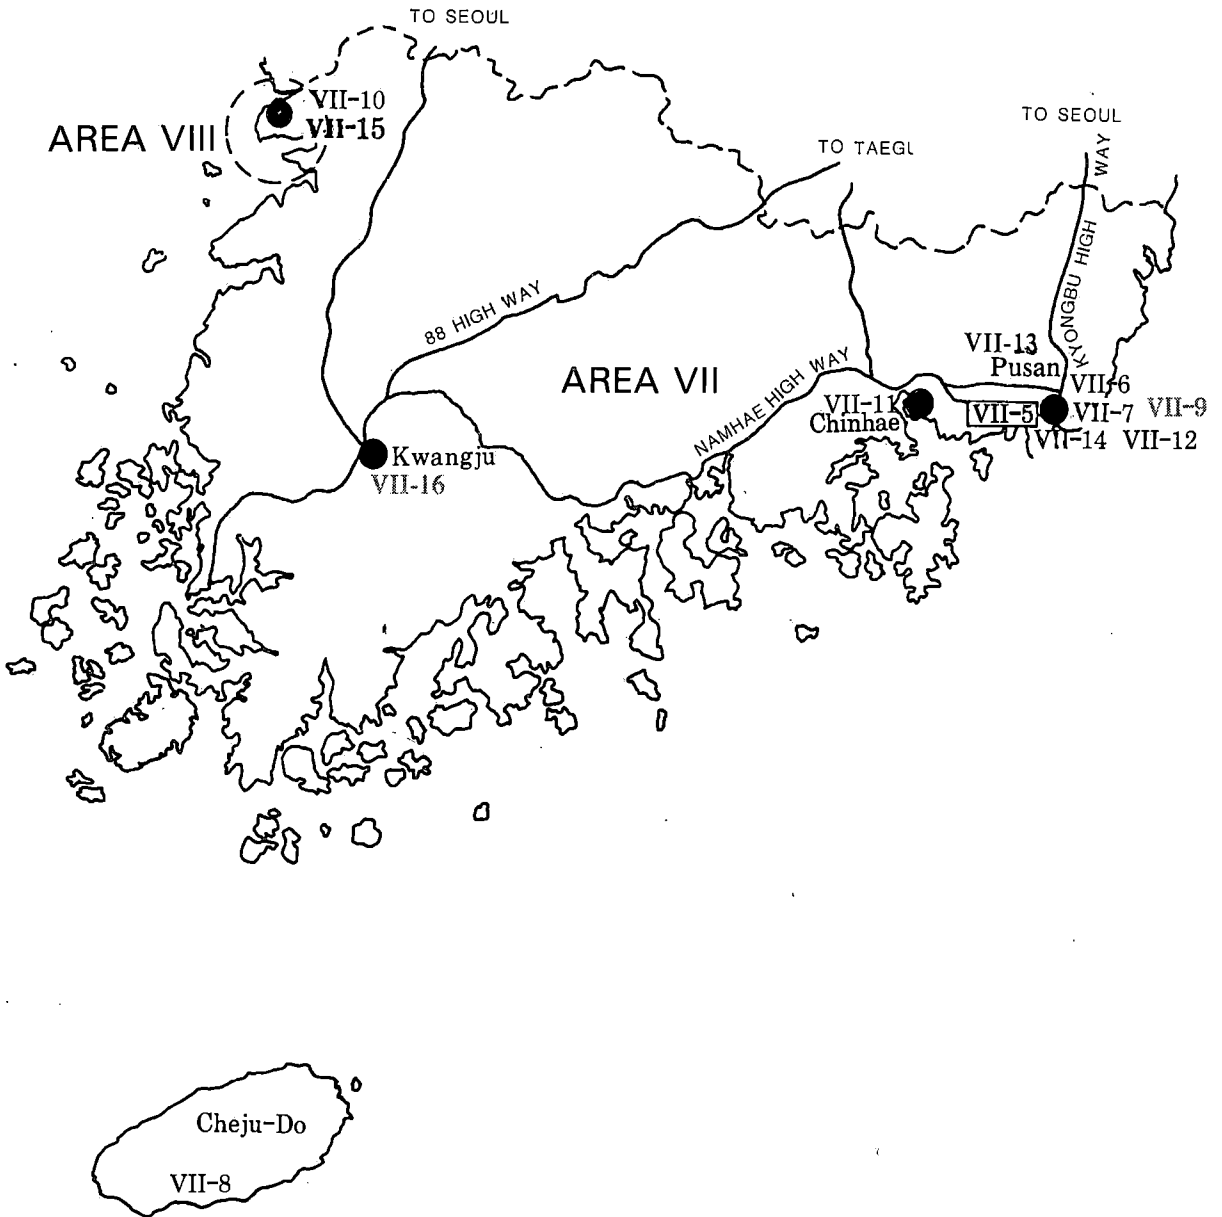 TO SEOUL
VII-10
AREA VIII
VII-15
TO SEOUL
TO TAEGU
KYONGBU HIGH WAY
88 HIGH WAY
AREA VII
NAMHAE HIGH WAY
VII-13
Pusan
VII-6
VII-11
Chinhae
VII-5
VII-7
VII-9
VII-14
VII-12
Kwangju
VII-16
Cheju-Do
VII-8